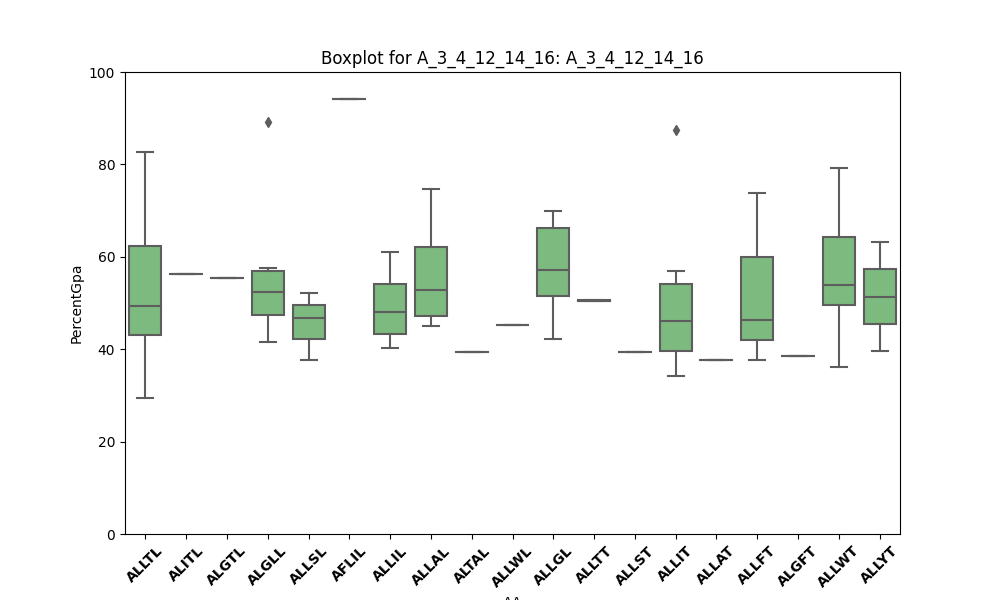 Boxplot for A_3_4_12_14_16: A_3_4_12_14_16
100
80
60
40
20
0
PercentGpa
ALLTL ALITL ALGTL ALGLL ALLSL AFLIL ALLIL ALLAL ALTAL ALLWL ALLGL ALLTT ALLST ALLIT ALLAT ALLFT ALGFT ALLWT ALLYT